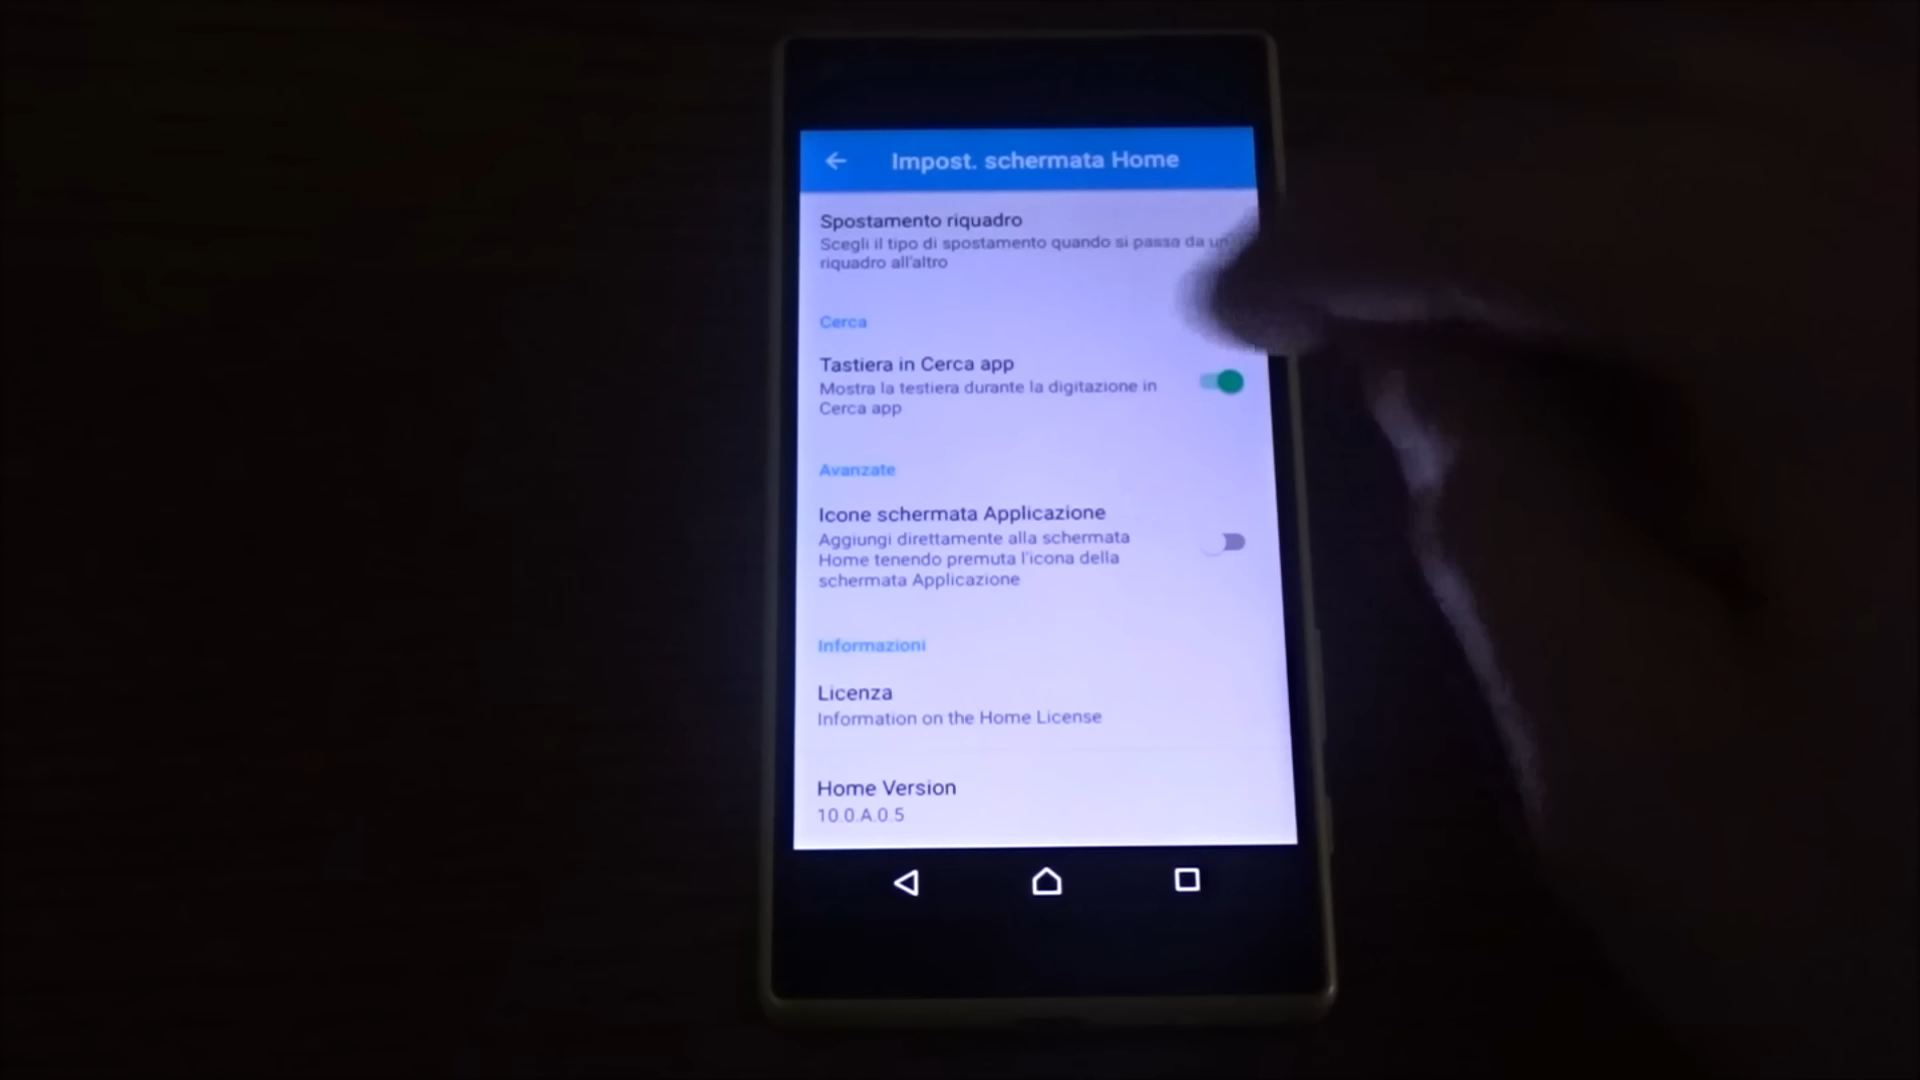 Impost. schermata Home
Spostamento riquadro
Scegli il tipo di spostamento quando si passa da un
riquadro all'altro
Cerca
Tastiera in Cerca app
Mostra la testiera durante la digitazione in
Cerca app
Avanzate
Icone schermata Applicazione
Aggiungi direttamente alla schermata
Home tenendo premuta l'icona della
schermata Applicazione
Informazioni
Licenza
Information on the Home License
Home Version
10.0.A.0.5